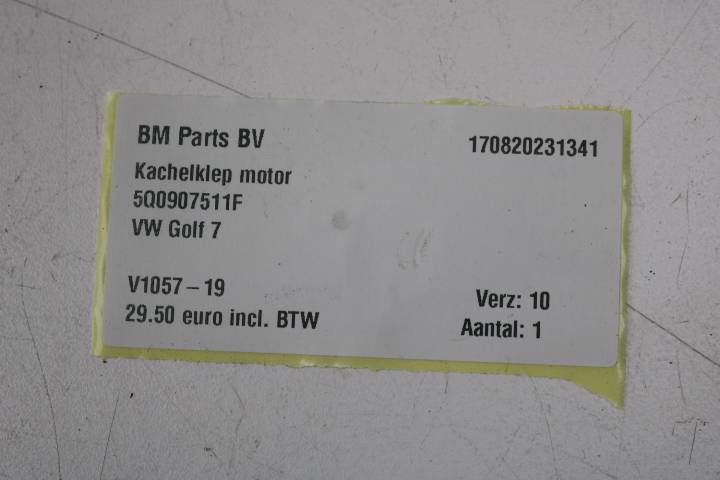 BM Parts BV 170820231341
Kachelklep motor
5Q0907511F
VW Golf 7
V1057-19
29.50 euro incl. BTW
Verz: 10
Aantal: 1